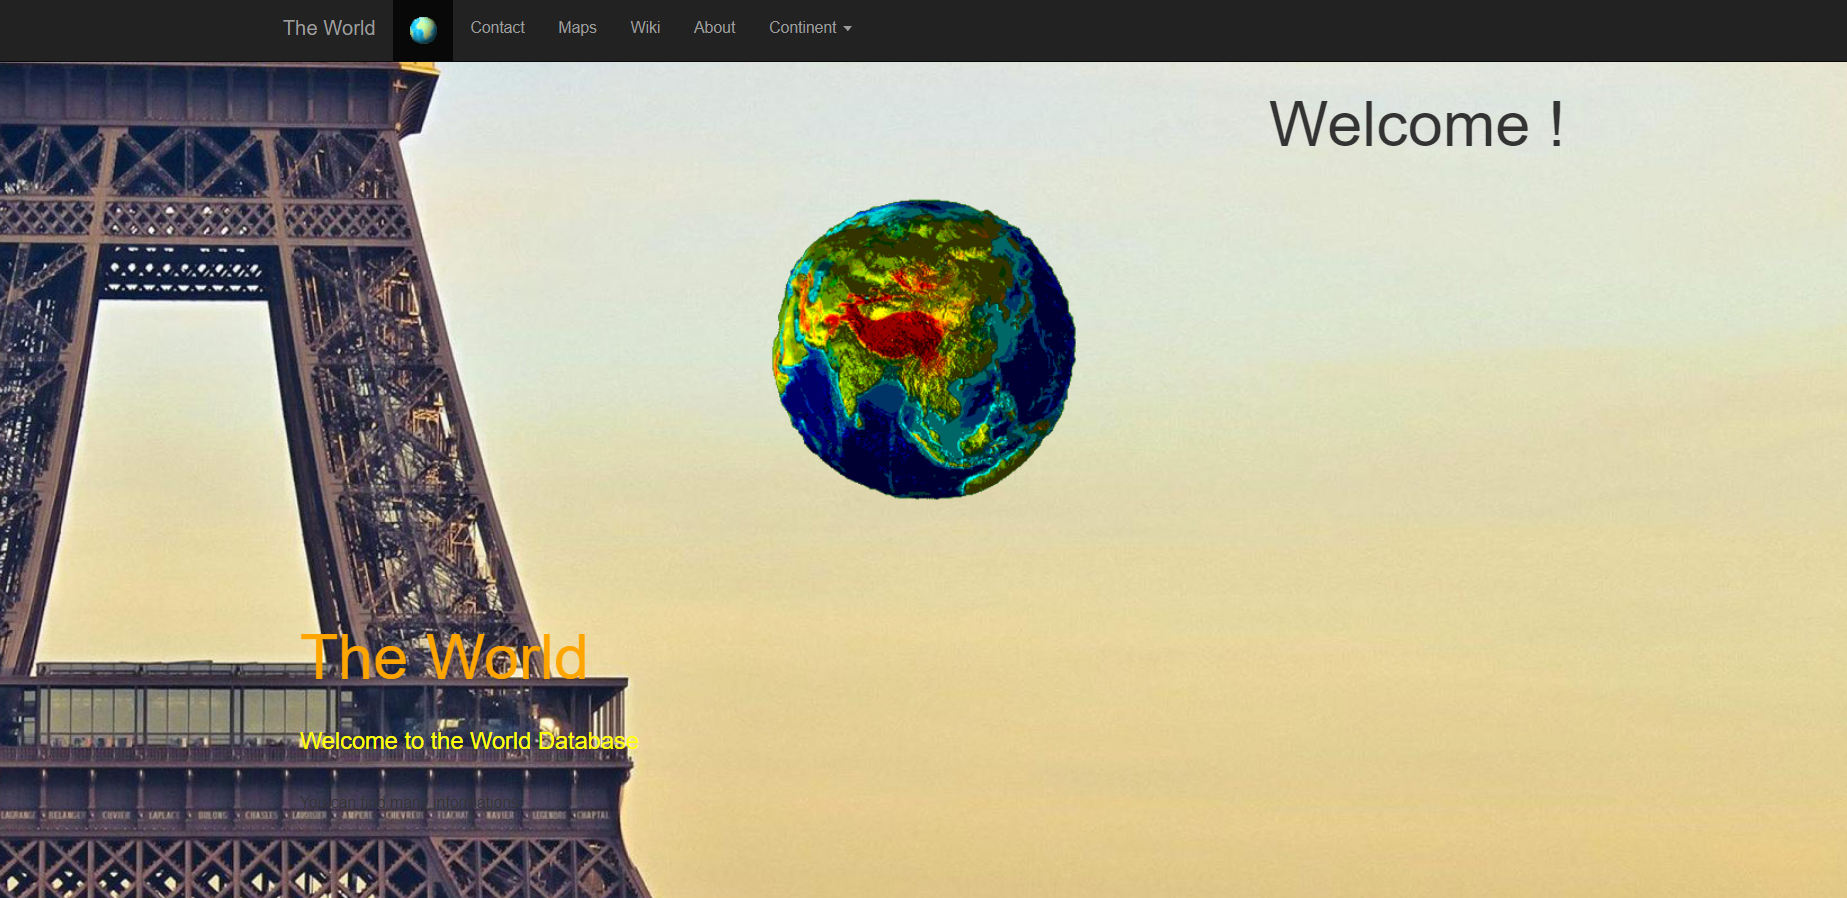 The World Contact Maps Wiki About Continent
Welcome !
The World
Welcome to the World Database
You can find many informations
LAGRANGE BELANGER CUVIER LAPLACE DULONG CHASLES LAVOISIER AMPERE CHEVREUL FLACHAT NAVIER LEGENDRE CHAPTAL